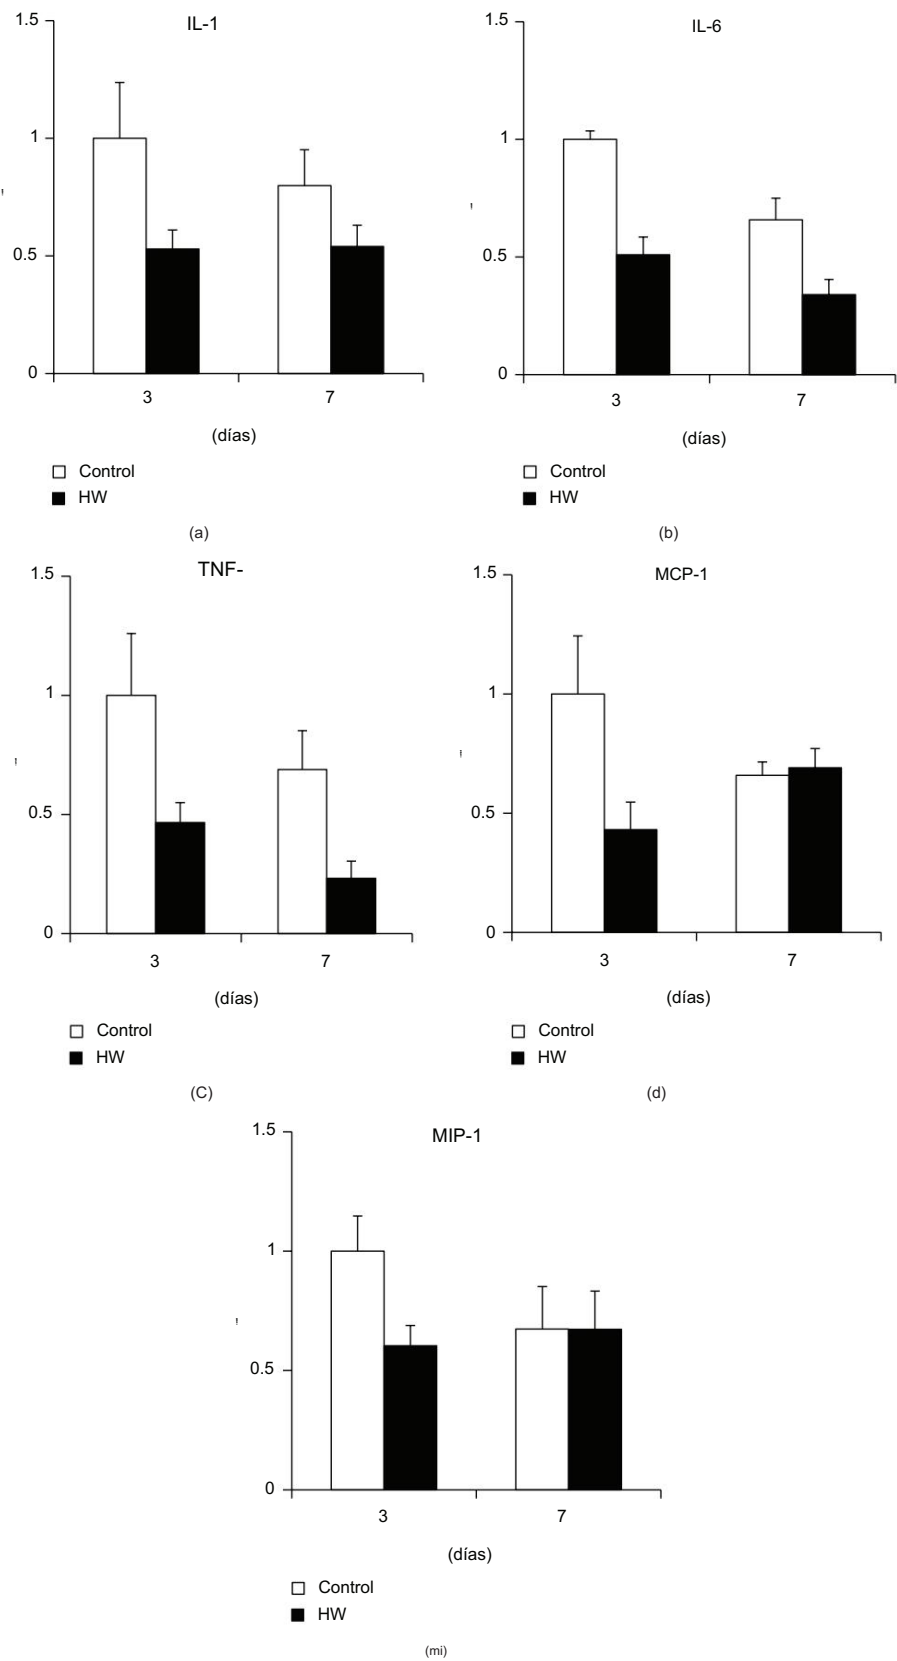 IL-1
1.5
1
0.5
0
3
7
(días)
Control
HW
(a)
IL-6
1.5
1
0.5
0
3
7
(días)
Control
HW
(b)
TNF-
1.5
1
0.5
0
3
7
(días)
Control
HW
(C)
MCP-1
1.5
1
0.5
0
3
7
(días)
Control
HW
(d)
MIP-1
1.5
1
0.5
0
3
7
(días)
Control
HW
(mi)